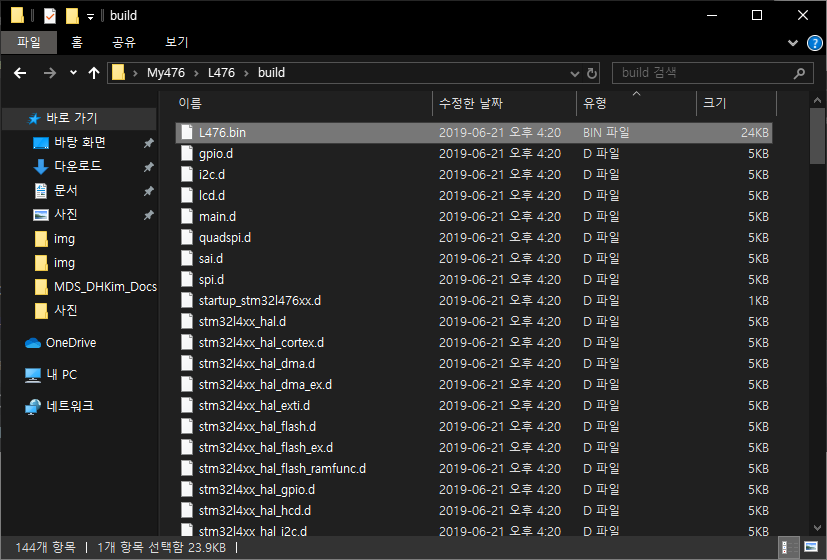 build
파일 홈 공유 보기
My476 L476 build build 검색
바로 가기
바탕 화면
다운로드
문서
사진
img
img
MDS_DHKim_Docs
사진
OneDrive
내 PC
네트워크
이름 수정한 날짜 유형 크기
L476.bin 2019-06-21 오후 4:20 BIN 파일 24KB
gpio.d 2019-06-21 오후 4:20 D 파일 5KB
i2c.d 2019-06-21 오후 4:20 D 파일 5KB
lcd.d 2019-06-21 오후 4:20 D 파일 5KB
main.d 2019-06-21 오후 4:20 D 파일 5KB
quadspi.d 2019-06-21 오후 4:20 D 파일 5KB
sai.d 2019-06-21 오후 4:20 D 파일 5KB
spi.d 2019-06-21 오후 4:20 D 파일 5KB
startup_stm32l476xx.d 2019-06-21 오후 4:20 D 파일 1KB
stm32l4xx_hal.d 2019-06-21 오후 4:20 D 파일 5KB
stm32l4xx_hal_cortex.d 2019-06-21 오후 4:20 D 파일 5KB
stm32l4xx_hal_dma.d 2019-06-21 오후 4:20 D 파일 5KB
stm32l4xx_hal_dma_ex.d 2019-06-21 오후 4:20 D 파일 5KB
stm32l4xx_hal_exti.d 2019-06-21 오후 4:20 D 파일 5KB
stm32l4xx_hal_flash.d 2019-06-21 오후 4:20 D 파일 5KB
stm32l4xx_hal_flash_ex.d 2019-06-21 오후 4:20 D 파일 5KB
stm32l4xx_hal_flash_ramfunc.d 2019-06-21 오후 4:20 D 파일 5KB
stm32l4xx_hal_gpio.d 2019-06-21 오후 4:20 D 파일 5KB
stm32l4xx_hal_hcd.d 2019-06-21 오후 4:20 D 파일 5KB
stm32l4xx_hal_i2c.d 2019-06-21 오후 4:20 D 파일 5KB
144개 항목 1개 항목 선택함 23.9KB